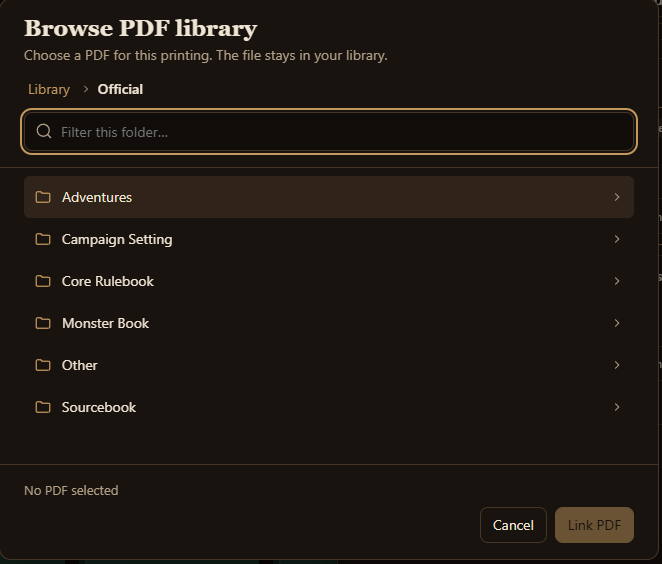 Browse PDF library
Choose a PDF for this printing. The file stays in your library.
Library > Official
Filter this folder...
Adventures
Campaign Setting
Core Rulebook
Monster Book
Other
Sourcebook
No PDF selected
Cancel Link PDF